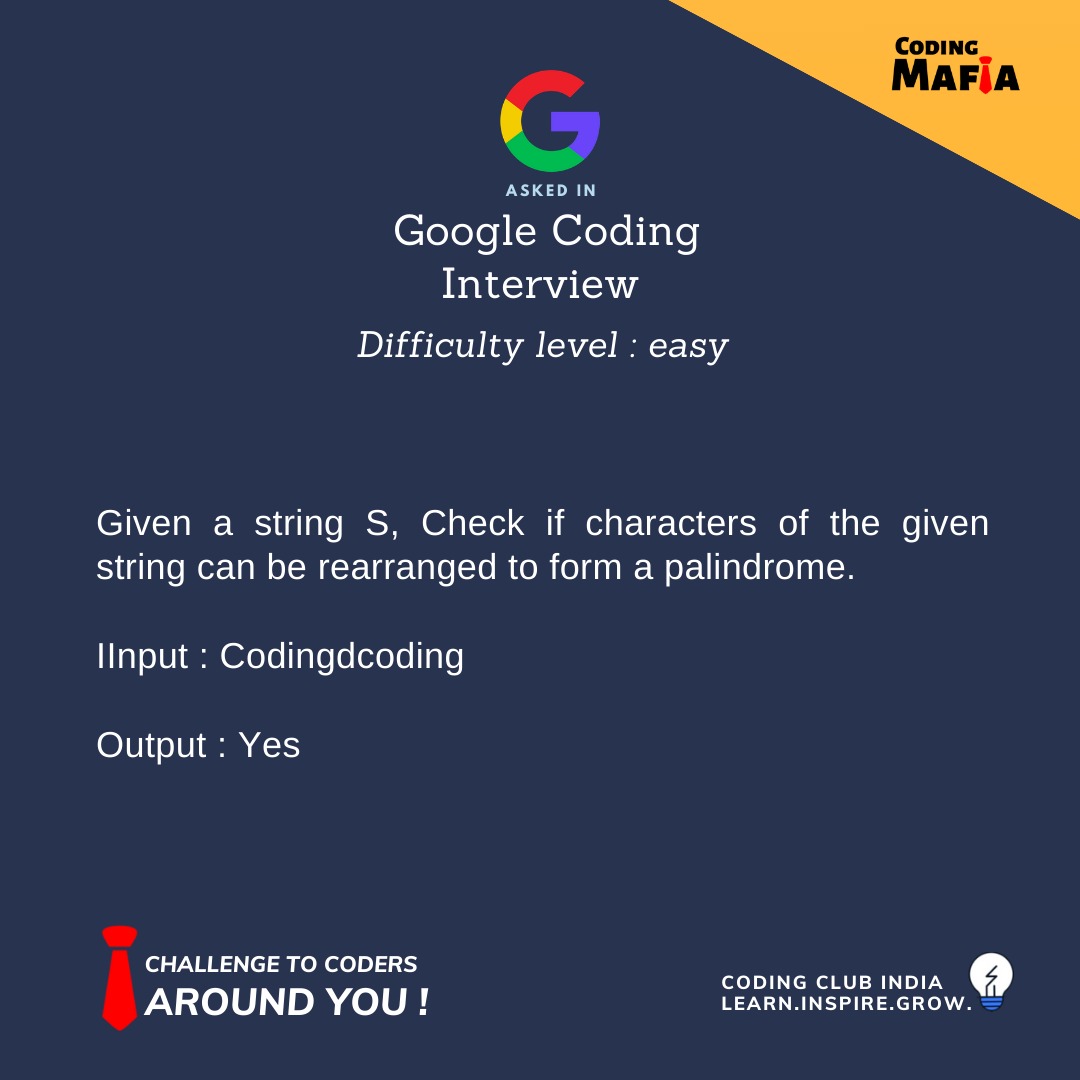 CODING
MAFIA
ASKED IN
Google Coding
Interview
Difficulty level : easy
Given a string S, Check if characters of the given
string can be rearranged to form a palindrome.
IInput : Codingdcoding
Output : Yes
CHALLENGE TO CODERS
AROUND YOU !
CODING CLUB INDIA
LEARN.INSPIRE.GROW.